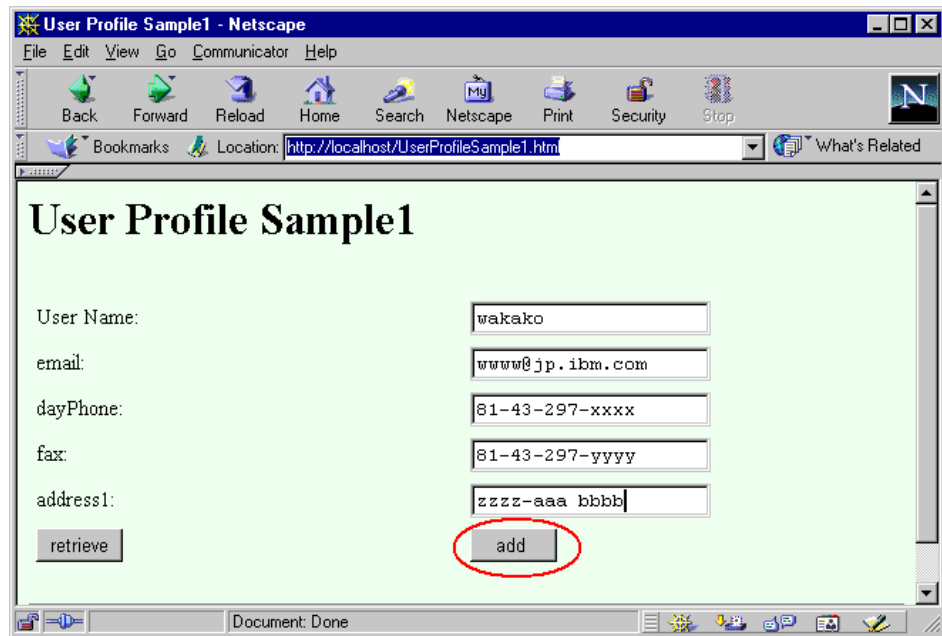 User Profile Sample1 - Netscape
File Edit View Go Communicator Help
My
Back Forward Reload Home Search Netscape Print Security Stop
N
Bookmarks Location: http://localhost/UserProfileSample1.html What's Related
User Profile Sample1
User Name: wakako
email: wwww@jp.ibm.com
dayPhone: 81-43-297-xxxx
fax: 81-43-297-yyyy
address1: zzzz-aaa bbbb
retrieve add
Document: Done